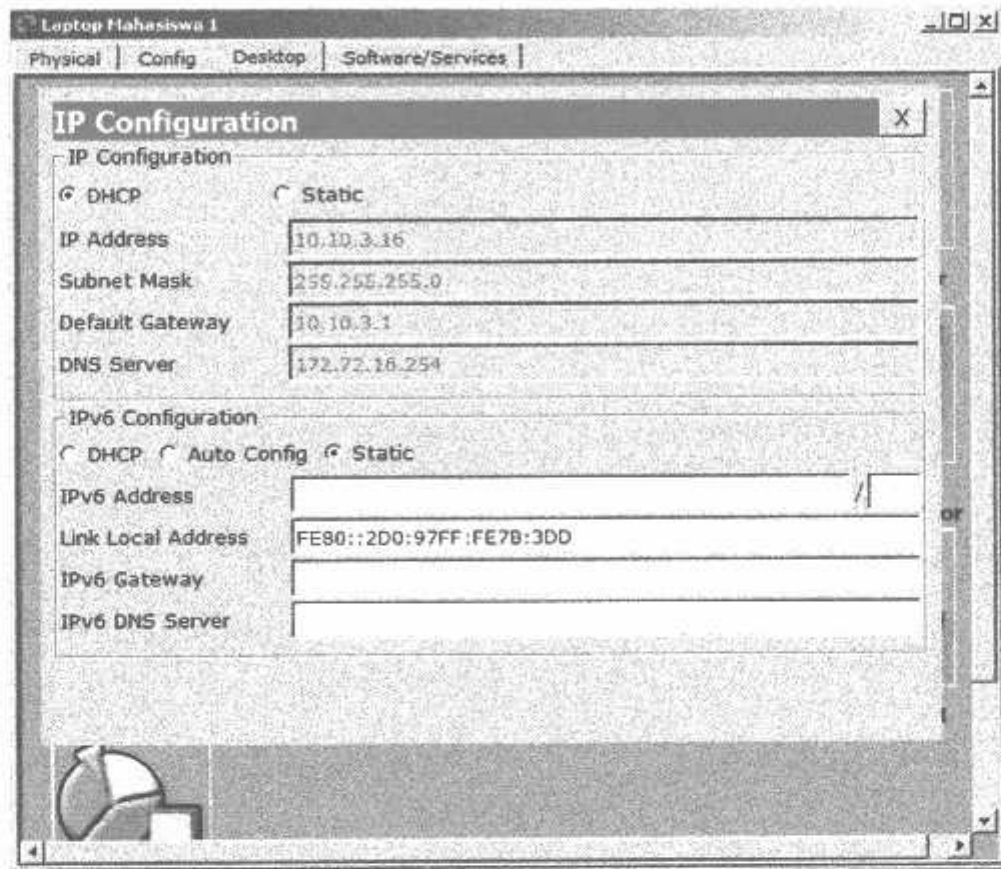 Laptop Mahasiswa 1
Physical Config Desktop Software/Services
IP Configuration X
IP Configuration
DHCP Static
IP Address 10.10.3.16
Subnet Mask 255.255.255.0
Default Gateway 10.10.3.1
DNS Server 172.72.16.254
IPv6 Configuration
DHCP Auto Config Static
IPv6 Address /
Link Local Address FE80::2D0:97FF:FE7B:3DD
IPv6 Gateway
IPv6 DNS Server
or